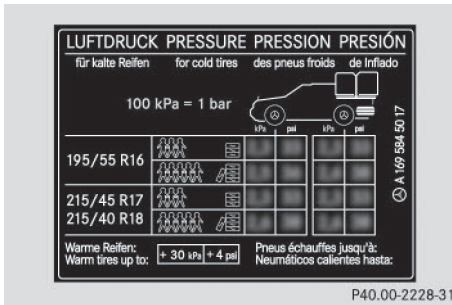 LUFTDRUCK PRESSURE PRESSION PRESIÓN
für kalte Reifen for cold tires des pneus froids de Inflado
100 kPa = 1 bar
kPa psi kPa psi
195/55 R16
215/45 R17
215/40 R18
Warme Reifen: Pneus échauffes jusqu'à:
Warm tires up to: + 30 kPa + 4 psi Neumáticos calientes hasta:
A 169 584 50 17
P40.00-2228-31